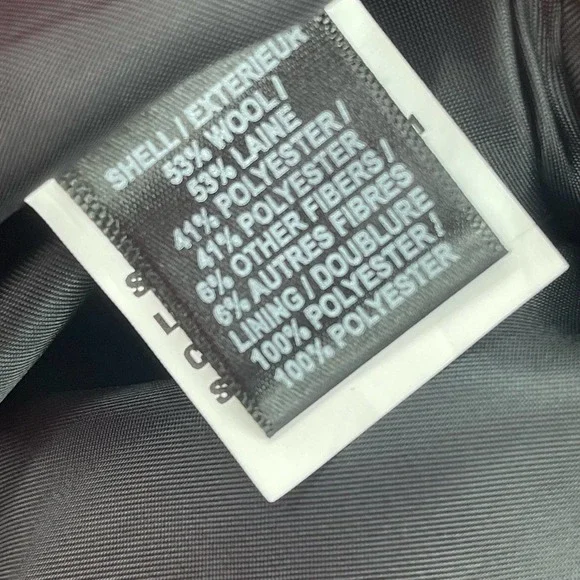 SHELL / EXTERIEUR
53% WOOL /
53% LAINE
41% POLYESTER /
41% POLYESTER
6% OTHER FIBERS /
6% AUTRES FIBRES
LINING / DOUBLURE
100% POLYESTER /
100% POLYESTER